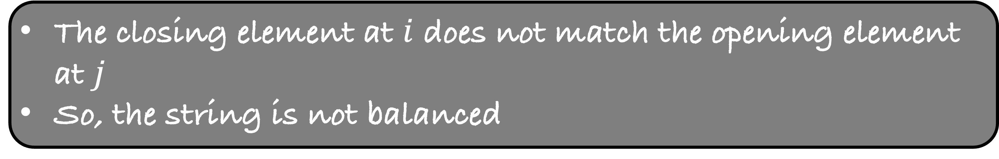 • The closing element at i does not match the opening element
at j
• So, the string is not balanced